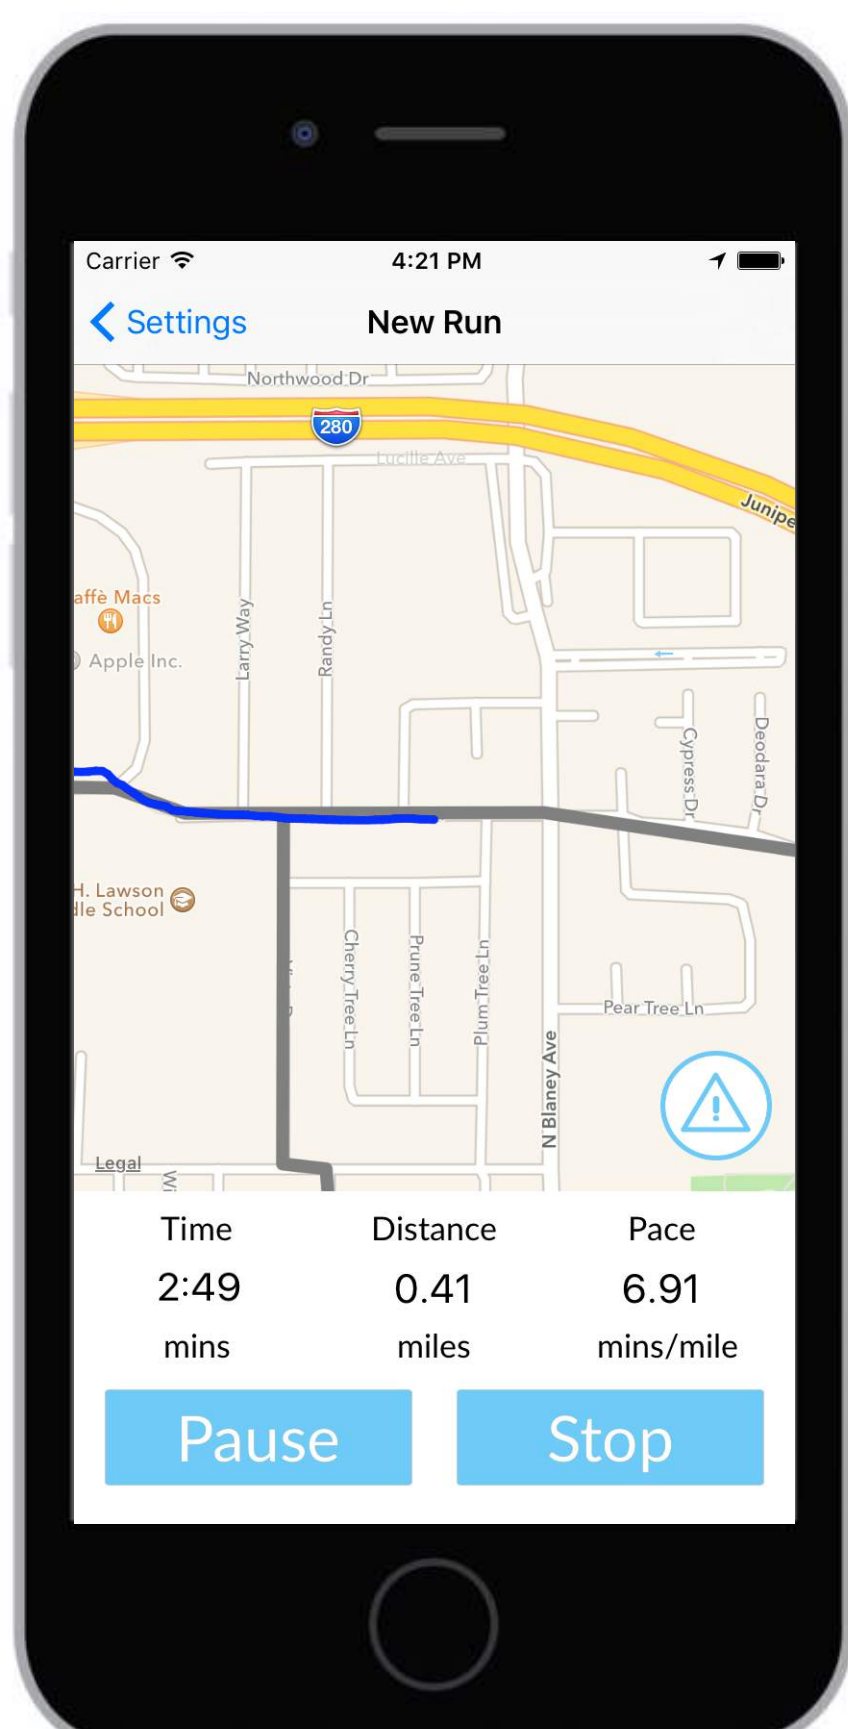 Carrier
4:21 PM
Settings
New Run
Northwood Dr
280
Lucille Ave
Junipe
affè Macs
Apple Inc.
Larry Way
Randy Ln
Cypress Dr
Deodara Dr
H. Lawson
dle School
Cherry Tree Ln
Prune Tree Ln
Plum Tree Ln
Pear Tree Ln
N Blaney Ave
Legal
Wi
Time
Distance
Pace
2:49
0.41
6.91
mins
miles
mins/mile
Pause
Stop